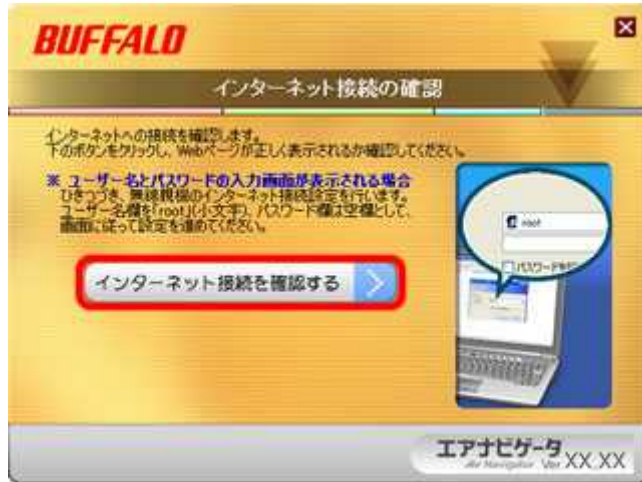 BUFFALO
インターネット接続の確認
インターネットへの接続を確認します。
下のボタンをクリックし、Webページが正しく表示されるか確認してください。
※ ユーザー名とパスワードの入力画面が表示される場合
ひきつづき、無線親機のインターネット接続設定を行います。
ユーザー名欄を「root」(小文字)、パスワード欄は空欄として、
画面に従って設定を進めてください。
root
インターネット接続を確認する
エアナビゲータ
Air Navigator Ver XX.XX